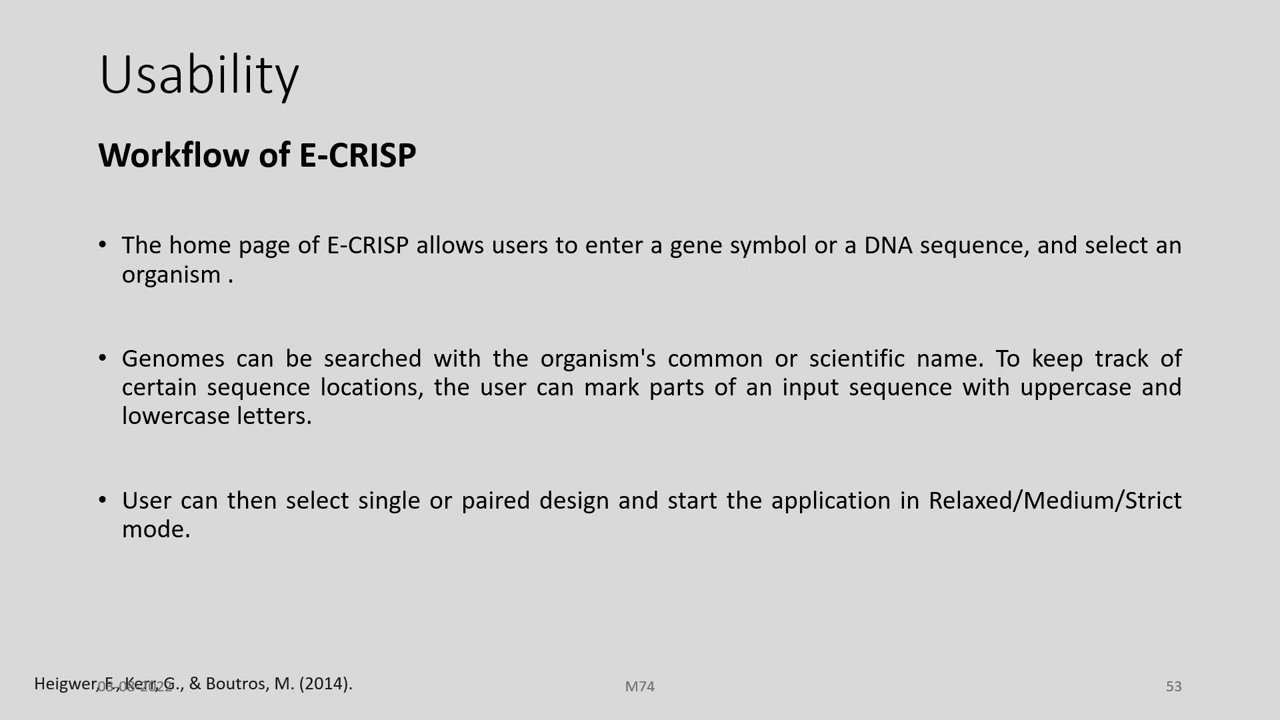 Usability
Workflow of E-CRISP
• The home page of E-CRISP allows users to enter a gene symbol or a DNA sequence, and select an
organism .
• Genomes can be searched with the organism's common or scientific name. To keep track of
certain sequence locations, the user can mark parts of an input sequence with uppercase and
lowercase letters.
• User can then select single or paired design and start the application in Relaxed/Medium/Strict
mode.
Heigwer, F., Kerr, G., & Boutros, M. (2014).
M74
53